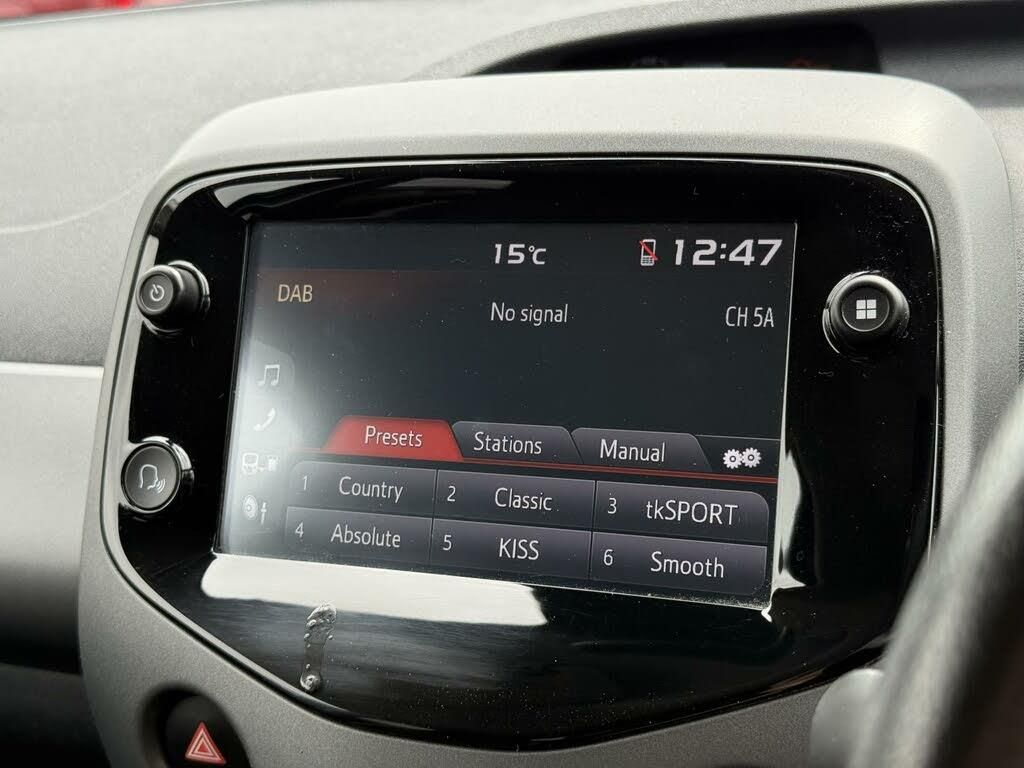 15°C 12:47
DAB No signal CH 5A
Presets Stations Manual
1 Country 2 Classic 3 tkSPORT
4 Absolute 5 KISS 6 Smooth